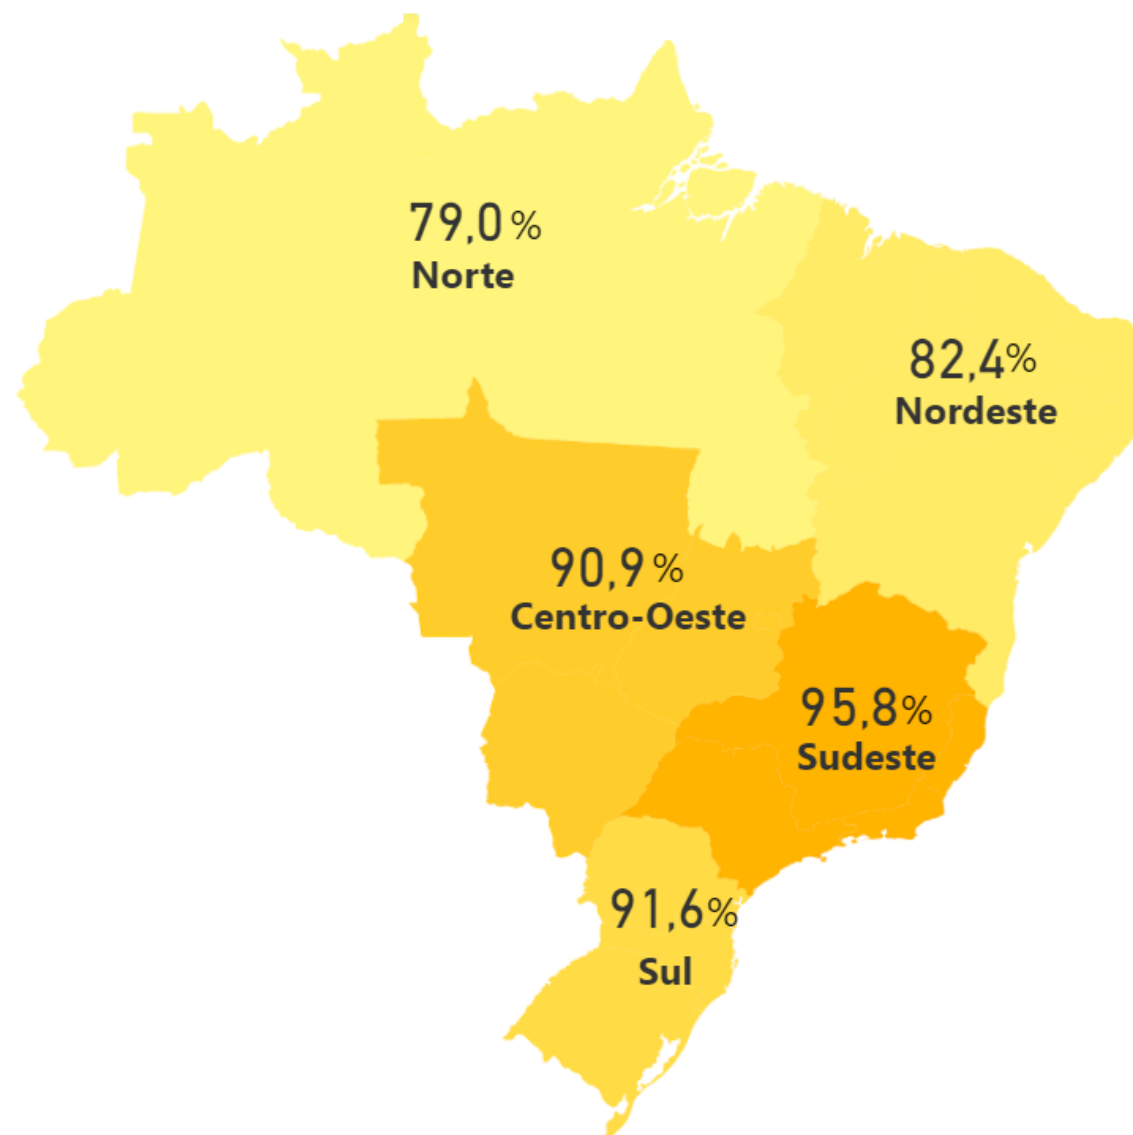 79,0 %
Norte
82,4%
Nordeste
90,9 %
Centro-Oeste
95,8%
Sudeste
91,6%
Sul